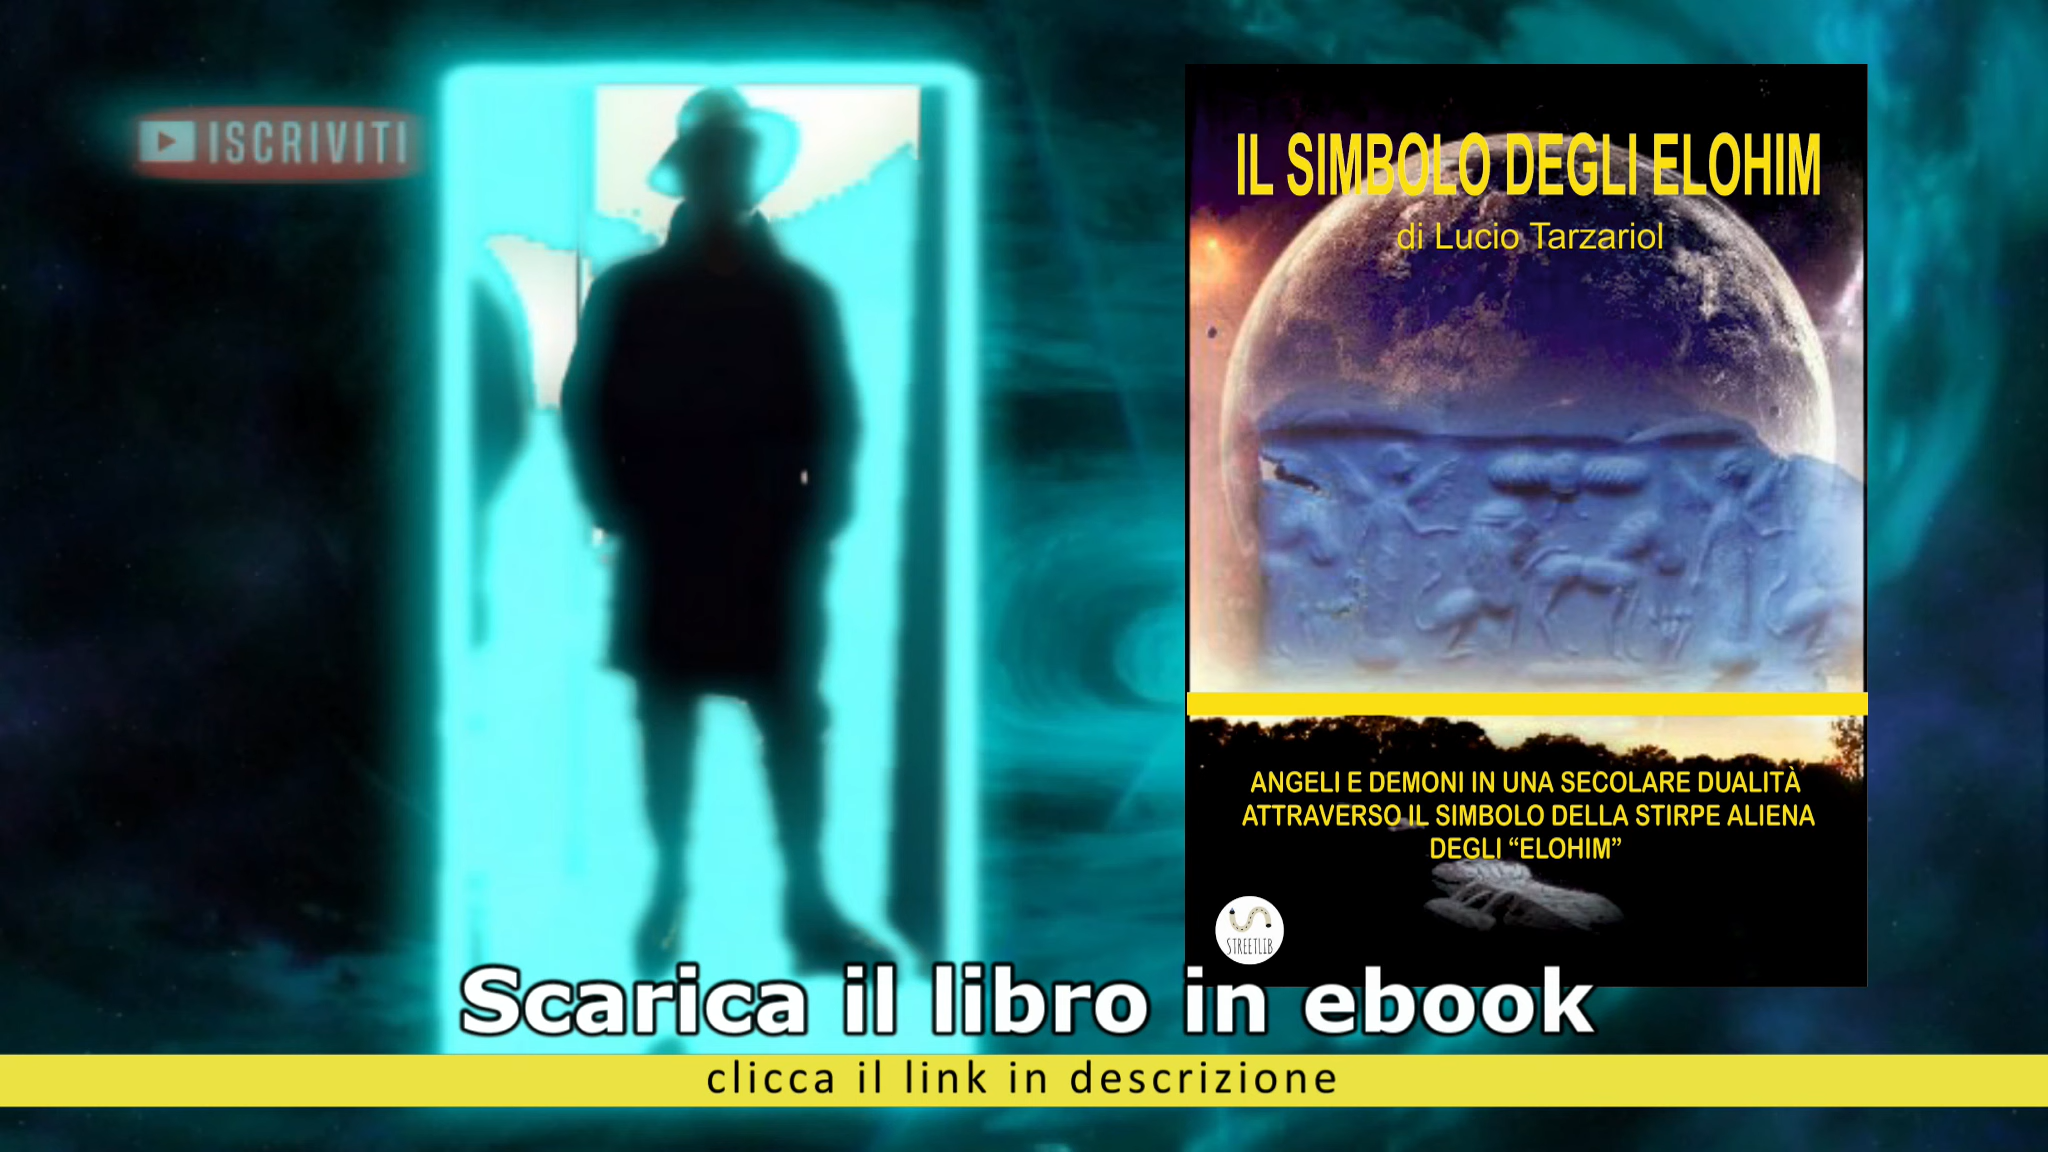 ISCRIVITI
IL SIMBOLO DEGLI ELOHIM
di Lucio Tarzariol
ANGELI E DEMONI IN UNA SECOLARE DUALITÀ
ATTRAVERSO IL SIMBOLO DELLA STIRPE ALIENA
DEGLI “ELOHIM”
STREETLIB
Scarica il libro in ebook
clicca il link in descrizione